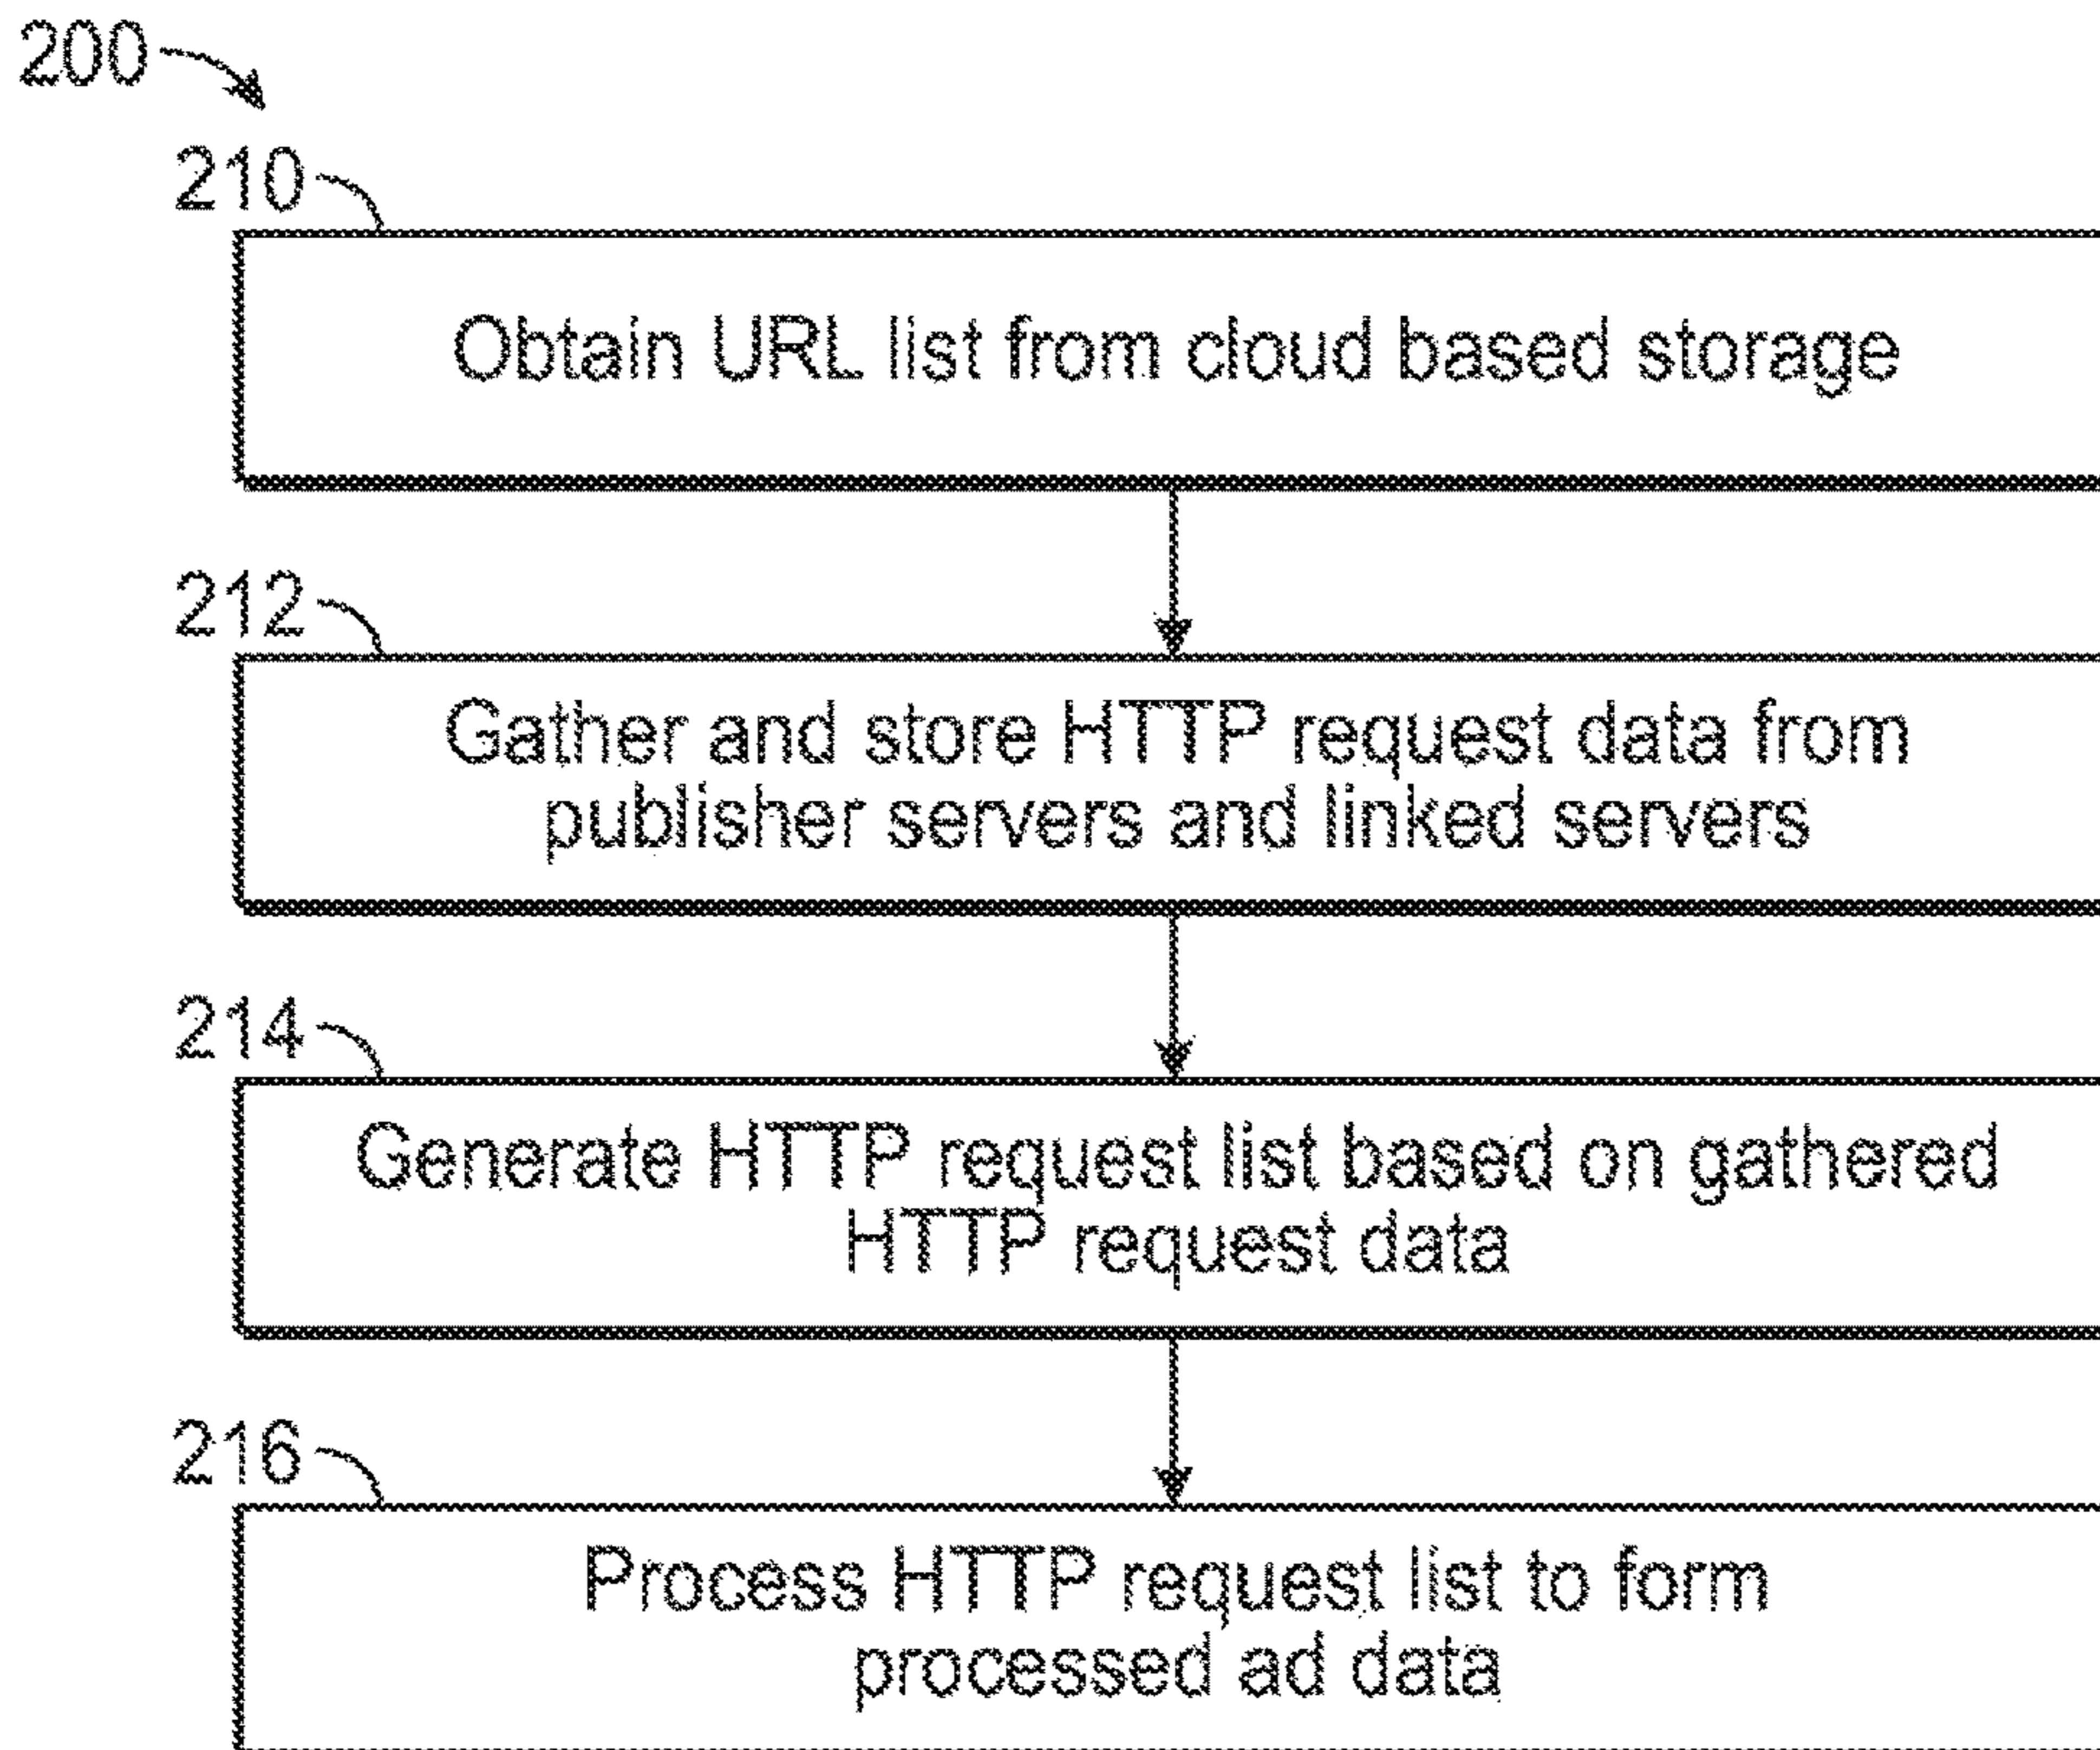 200
210
Obtain URL list from cloud based storage
212
Gather and store HTTP request data from
publisher servers and linked servers
214
Generate HTTP request list based on gathered
HTTP request data
216
Process HTTP request list to form
processed ad data